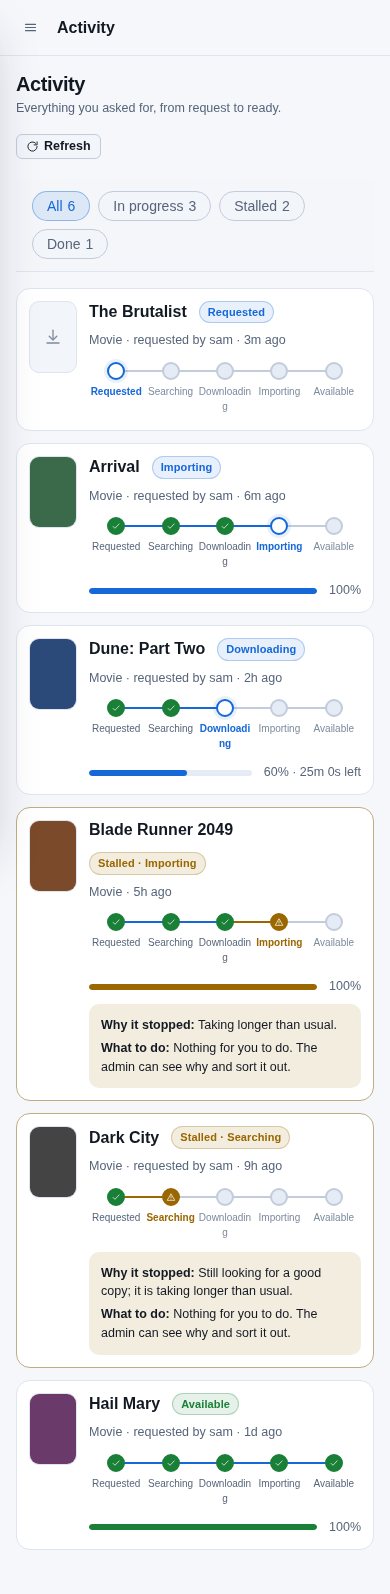 Activity
Activity
Everything you asked for, from request to ready.
Refresh
All 6 In progress 3 Stalled 2
Done 1
The Brutalist Requested
Movie · requested by sam · 3m ago
Requested Searching Downloadin Importing Available
g
Arrival Importing
Movie · requested by sam · 6m ago
Requested Searching Downloadin Importing Available
g
100%
Dune: Part Two Downloading
Movie · requested by sam · 2h ago
Requested Searching Downloadi Importing Available
ng
60% · 25m 0s left
Blade Runner 2049
Stalled · Importing
Movie · 5h ago
Requested Searching Downloadin Importing Available
g
100%
Why it stopped: Taking longer than usual.
What to do: Nothing for you to do. The
admin can see why and sort it out.
Dark City Stalled · Searching
Movie · requested by sam · 9h ago
Requested Searching Downloadin Importing Available
g
Why it stopped: Still looking for a good
copy; it is taking longer than usual.
What to do: Nothing for you to do. The
admin can see why and sort it out.
Hail Mary Available
Movie · requested by sam · 1d ago
Requested Searching Downloadin Importing Available
g
100%